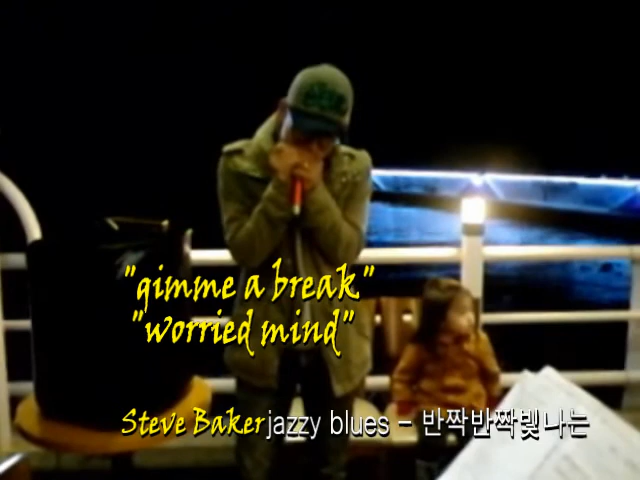 "gimme a break"
"worried mind"
Steve Baker jazzy blues - 반짝반짝빛나는